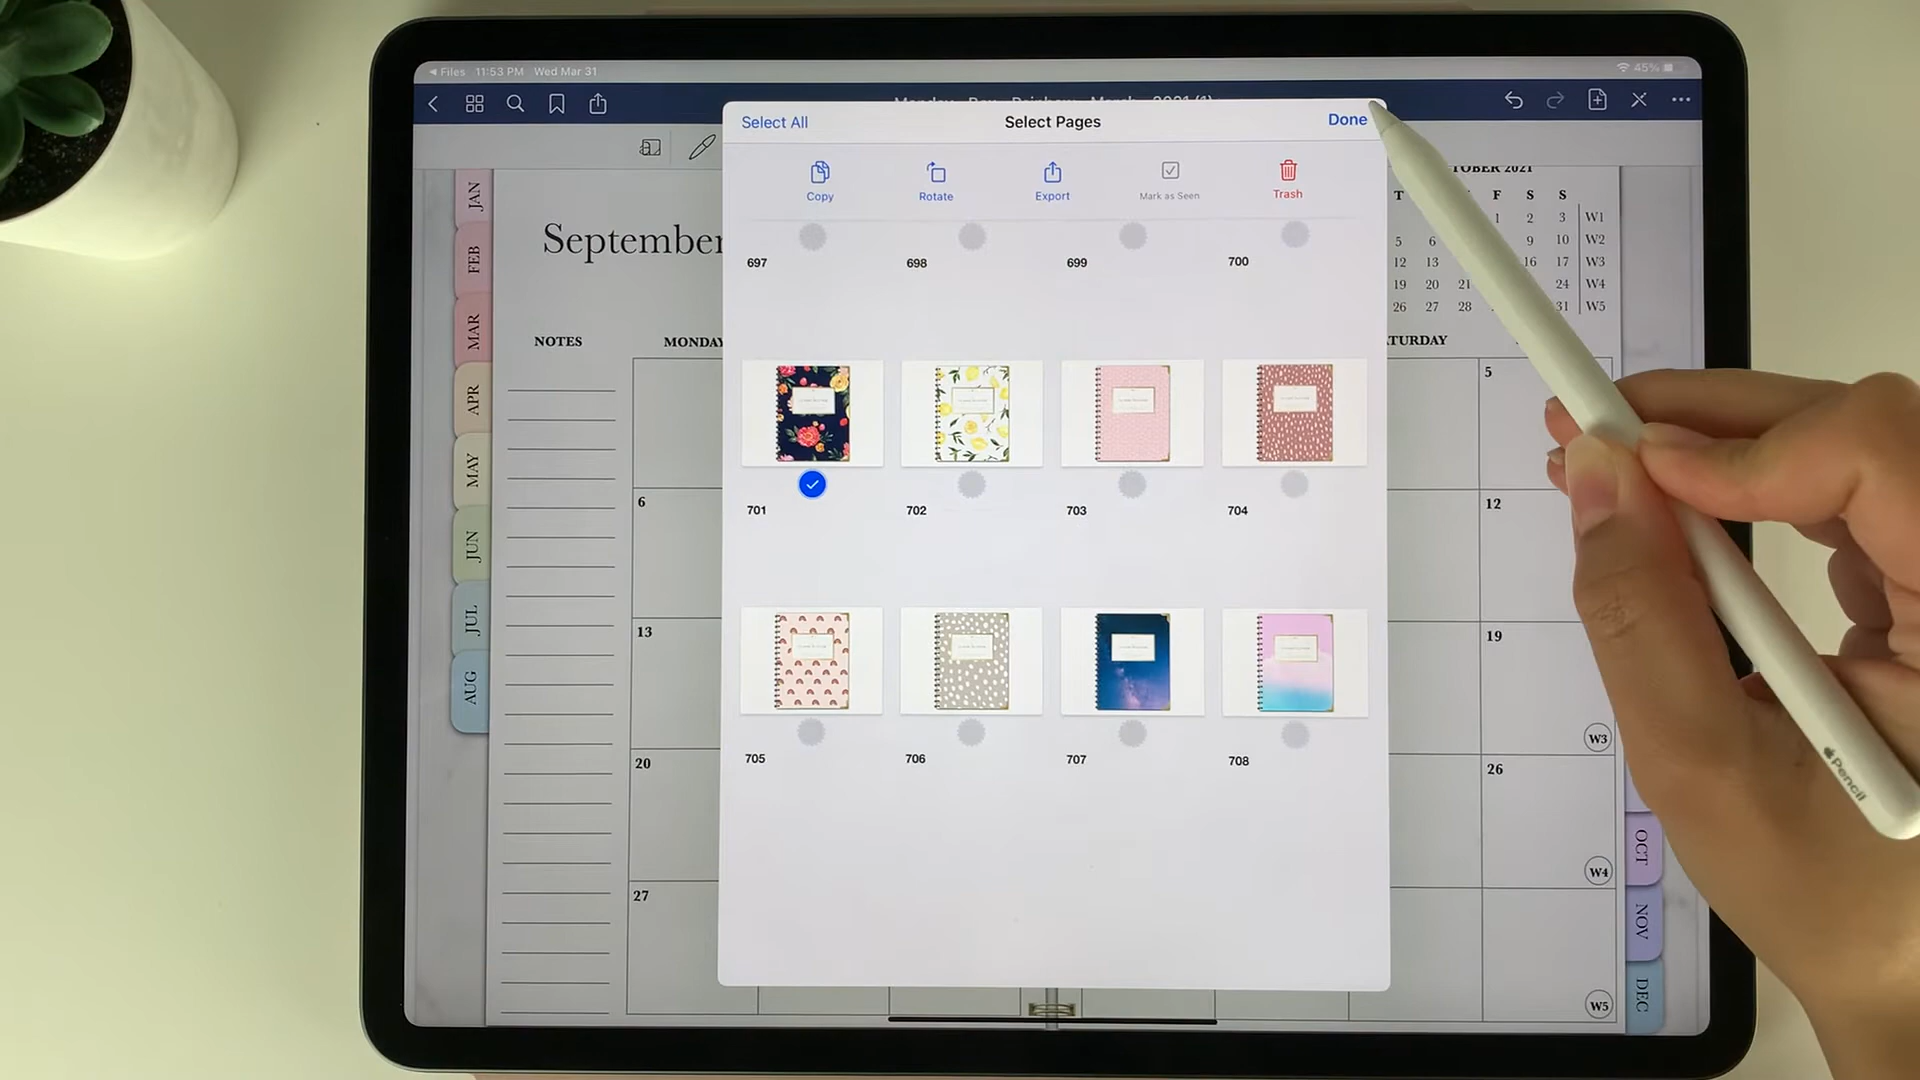 Files 11:53 PM Wed Mar 31
45%
Select All
Select Pages
Done
Copy
Rotate
Export
Mark as Seen
Trash
697
698
699
700
701
702
703
704
705
706
707
708
JAN
FEB
MAR
APR
MAY
JUN
JUL
AUG
September
NOTES
MONDAY
6
13
20
27
OCTOBER 2021
T F S S
1 2 3 W1
5 6 9 10 W2
12 13 16 17 W3
19 20 21 24 W4
26 27 28 31 W5
5
12
19
W3
26
W4
W5
OCT
NOV
DEC
Pencil